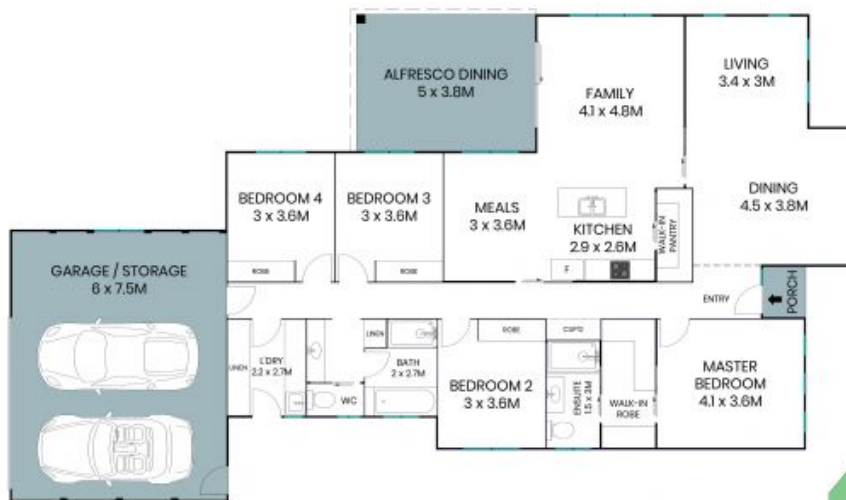 ALFRESCO DINING
5 x 3.8M
FAMILY
4.1 x 4.8M
LIVING
3.4 x 3M
BEDROOM 4
3 x 3.6M
BEDROOM 3
3 x 3.6M
MEALS
3 x 3.6M
KITCHEN
2.9 x 2.6M
WALK-IN
PANTRY
DINING
4.5 x 3.8M
GARAGE / STORAGE
6 x 7.5M
ROBE
ROBE
F
ENTRY
PORCH
LINEN
L'DRY
2.2 x 2.7M
LINEN
WC
BATH
2 x 2.7M
ROBE
CUP'D
BEDROOM 2
3 x 3.6M
ENSUITE
1.5 x 3M
WALK-IN
ROBE
MASTER
BEDROOM
4.1 x 3.6M